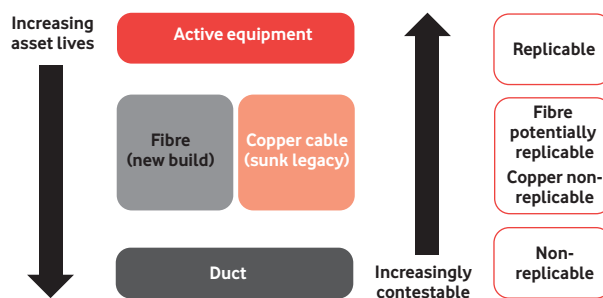 Increasing
asset lives
Active equipment
Replicable
Fibre
(new build)
Copper cable
(sunk legacy)
Fibre
potentially
replicable
Copper non-
replicable
Duct
Increasingly
contestable
Non-
replicable